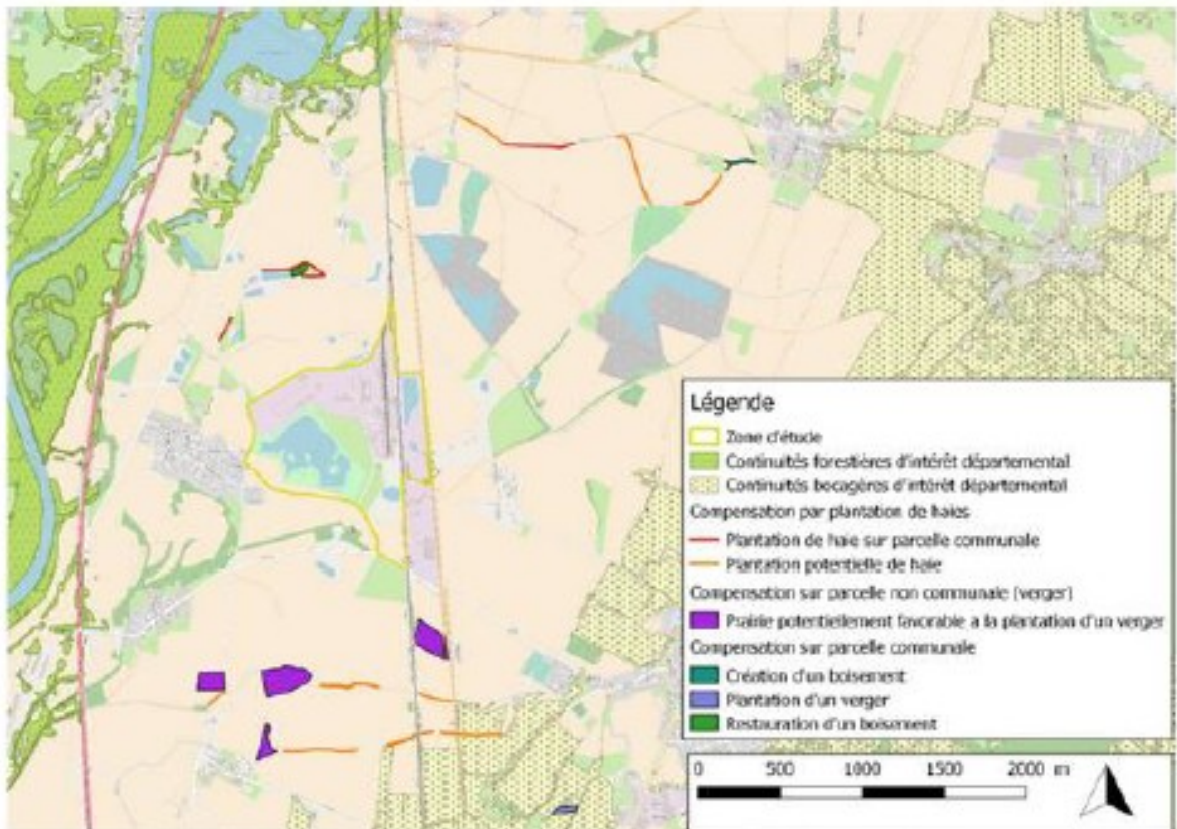 Légende
Zone d'étude
Continuités forestières d'intérêt départemental
Continuités bocagères d'intérêt départemental
Compensation par plantation de haies
Plantation de haie sur parcelle communale
Plantation potentielle de haie
Compensation sur parcelle non communale (verger)
Prairie potentiellement favorable a la plantation d'un verger
Compensation sur parcelle communale
Création d'un boisement
Plantation d'un verger
Restauration d'un boisement
0 500 1000 1500 2000 m